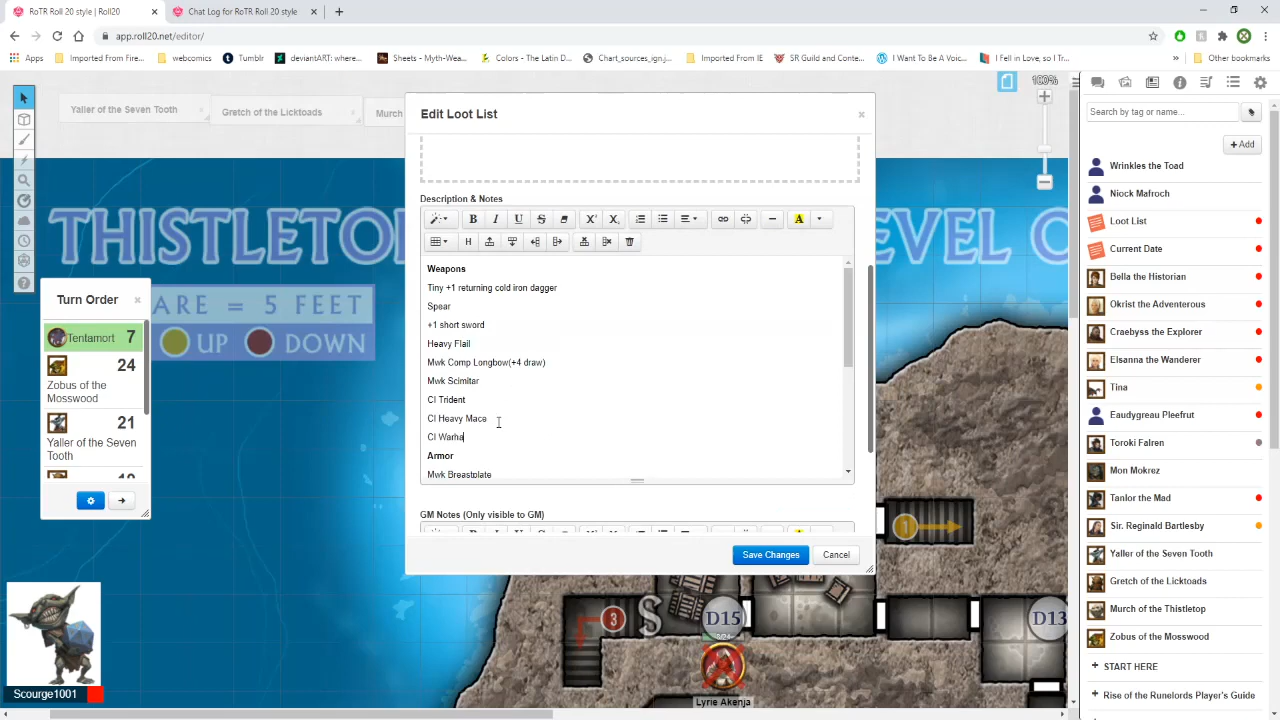 RoTR Roll 20 style | Roll20
Chat Log for RoTR Roll 20 style
app.roll20.net/editor/
Apps
Imported From Fire...
webcomics
Tumblr
deviantART: where...
Sheets - Myth-Wea...
Colors - The Latin D...
Chart_sources_ign.j...
Imported From IE
SR Guild and Conte...
I Want To Be A Voic...
I Fell in Love, so I Tr...
Other bookmarks
Yaller of the Seven Tooth
Gretch of the Licktoads
Murch
Edit Loot List
100%
Search by tag or name...
+ Add
Wrinkles the Toad
Niock Mafroch
Loot List
Current Date
Bella the Historian
Okrist the Adventerous
Craebyss the Explorer
Elsanna the Wanderer
Tina
Eaudygreau Pleefrut
Toroki Falren
Mon Mokrez
Tanlor the Mad
Sir. Reginald Bartlesby
Yaller of the Seven Tooth
Gretch of the Licktoads
Murch of the Thistletop
Zobus of the Mosswood
START HERE
Rise of the Runelords Player's Guide
Description & Notes
B I U S
H
A
Weapons
Tiny +1 returning cold iron dagger
Spear
+1 short sword
Heavy Flail
Mwk Comp Longbow(+4 draw)
Mwk Scimitar
CI Trident
CI Heavy Mace
CI Warha
Armor
Mwk Breastplate
GM Notes (Only visible to GM)
Save Changes
Cancel
THISTLETO
EVEL O
ARE = 5 FEET
UP
DOWN
Turn Order
Tentamort 7
24
Zobus of the
Mosswood
21
Yaller of the Seven
Tooth
Scourge1001
1
3
S
D15
D13
Lyrie Akenja